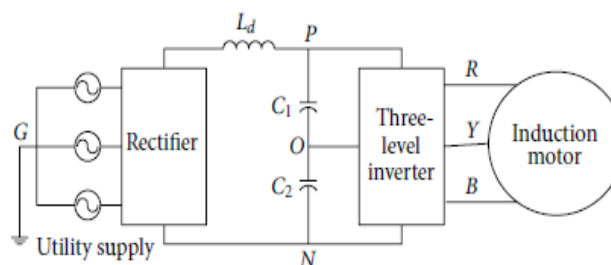 L_d
P
R
C_1
Three-
level
inverter
G
Rectifier
O
Y
Induction
motor
C_2
B
Utility supply
N